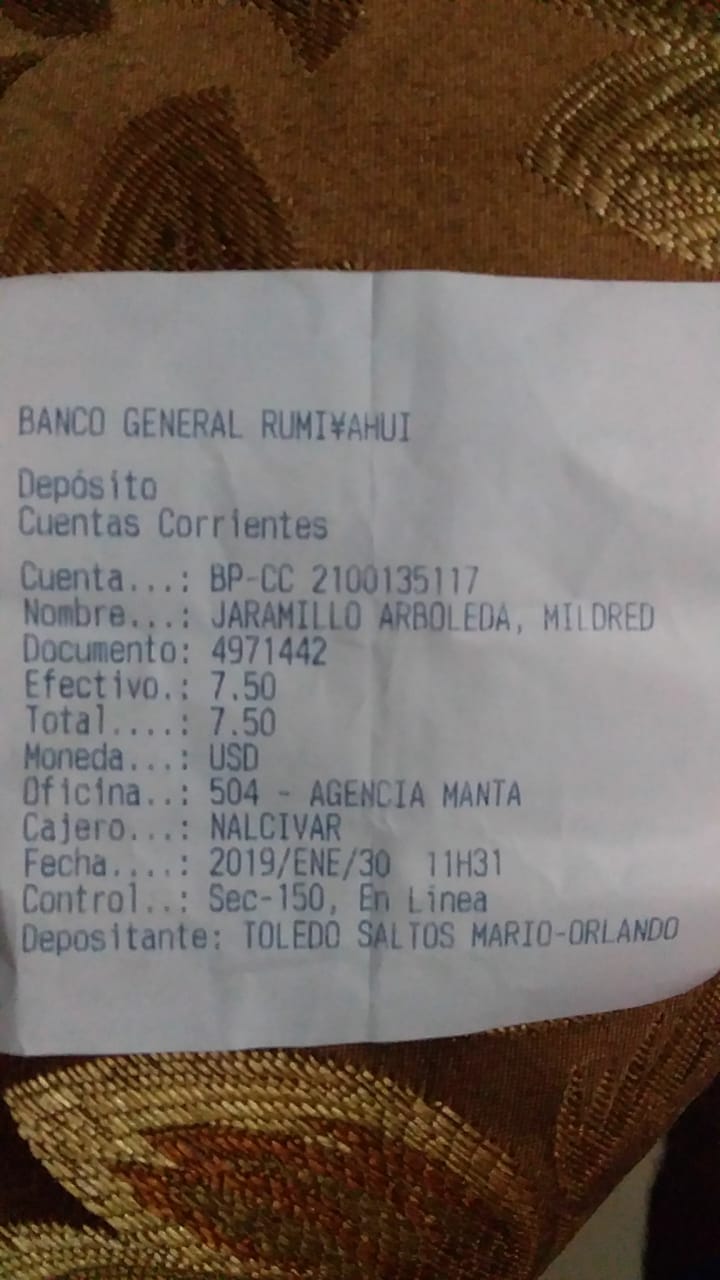 BANCO GENERAL RUMI¥AHUI
Depósito
Cuentas Corrientes
Cuenta...: BP-CC 2100135117
Nombre...: JARAMILLO ARBOLEDA, MILDRED
Documento: 4971442
Efectivo.: 7.50
Total....: 7.50
Moneda...: USD
Oficina..: 504 - AGENCIA MANTA
Cajero...: NALCIVAR
Fecha....: 2019/ENE/30 11H31
Control..: Sec-150, En Linea
Depositante: TOLEDO SALTOS MARIO-ORLANDO